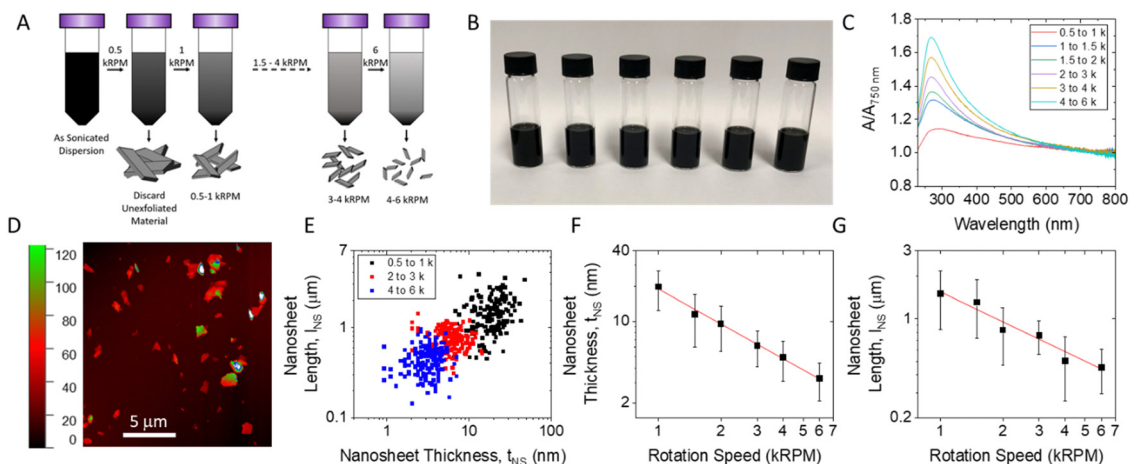 A
0.5
kRPM
1
kRPM
1.5 - 4 kRPM
6
kRPM
As Sonicated
Dispersion
Discard
Unexfoliated
Material
0.5-1 kRPM
3-4 kRPM
4-6 kRPM
B
C
A/A750 nm
1.8
1.6
1.4
1.2
1.0
0.8
0.5 to 1 k
1 to 1.5k
1.5 to 2 k
2 to 3 k
3 to 4 k
4 to 6 k
300 400 500 600 700 800
Wavelength (nm)
D
120
100
80
60
40
20
0
5 µm
E
Nanosheet
Length, lNS (µm)
7
1
0.1
0.5 to 1 k
2 to 3 k
4 to 6 k
1 10 100
Nanosheet Thickness, tNS (nm)
F
Nanosheet
Thickness, tNS (nm)
40
10
2
1 2 3 4 5 6 7
Rotation Speed (kRPM)
G
Nanosheet
Length, lNS (µm)
3
1
0.2
1 2 3 4 5 6 7
Rotation Speed (kRPM)